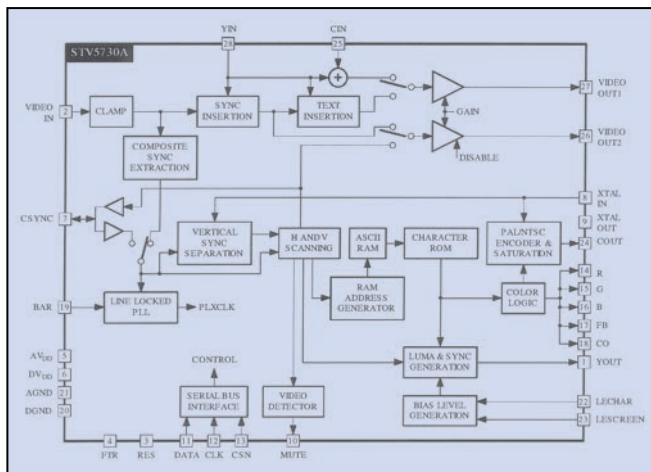 YIN
CIN
28
25
STV5730A
VIDEO
IN
2
CLAMP
SYNC
INSERTION
TEXT
INSERTION
+
GAIN
27
VIDEO
OUT1
26
VIDEO
OUT2
DISABLE
COMPOSITE
SYNC
EXTRACTION
8
XTAL
IN
CSYNC
7
9
XTAL
OUT
VERTICAL
SYNC
SEPARATION
H AND V
SCANNING
ASCII
RAM
CHARACTER
ROM
PAL/NTSC
ENCODER &
SATURATION
24
COUT
BAR
19
LINE LOCKED
PLL
PLXCLK
RAM
ADDRESS
GENERATOR
COLOR
LOGIC
14
R
15
G
16
B
17
FB
18
CO
AVDD
5
DVDD
6
AGND
21
DGND
20
CONTROL
SERIAL BUS
INTERFACE
VIDEO
DETECTOR
LUMA & SYNC
GENERATION
1
YOUT
BIAS LEVEL
GENERATION
22
LECHAR
23
LESCREEN
4
3
11
12
13
10
FTR
RES
DATA
CLK
CSN
MUTE